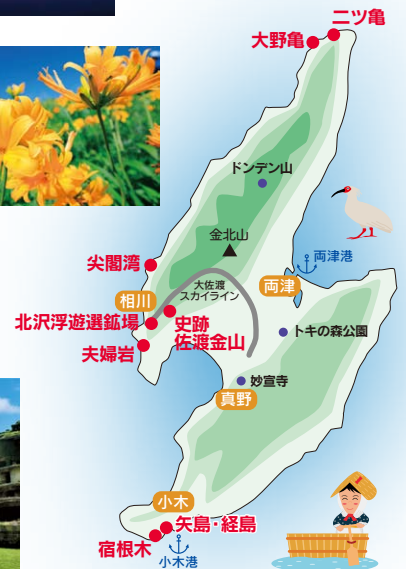 二ツ亀
大野亀
ドンデン山
金北山
両津港
尖閣湾
大佐渡
スカイライン
両津
相川
北沢浮遊選鉱場
史跡
佐渡金山
トキの森公園
夫婦岩
妙宣寺
真野
小木
矢島・経島
宿根木
小木港